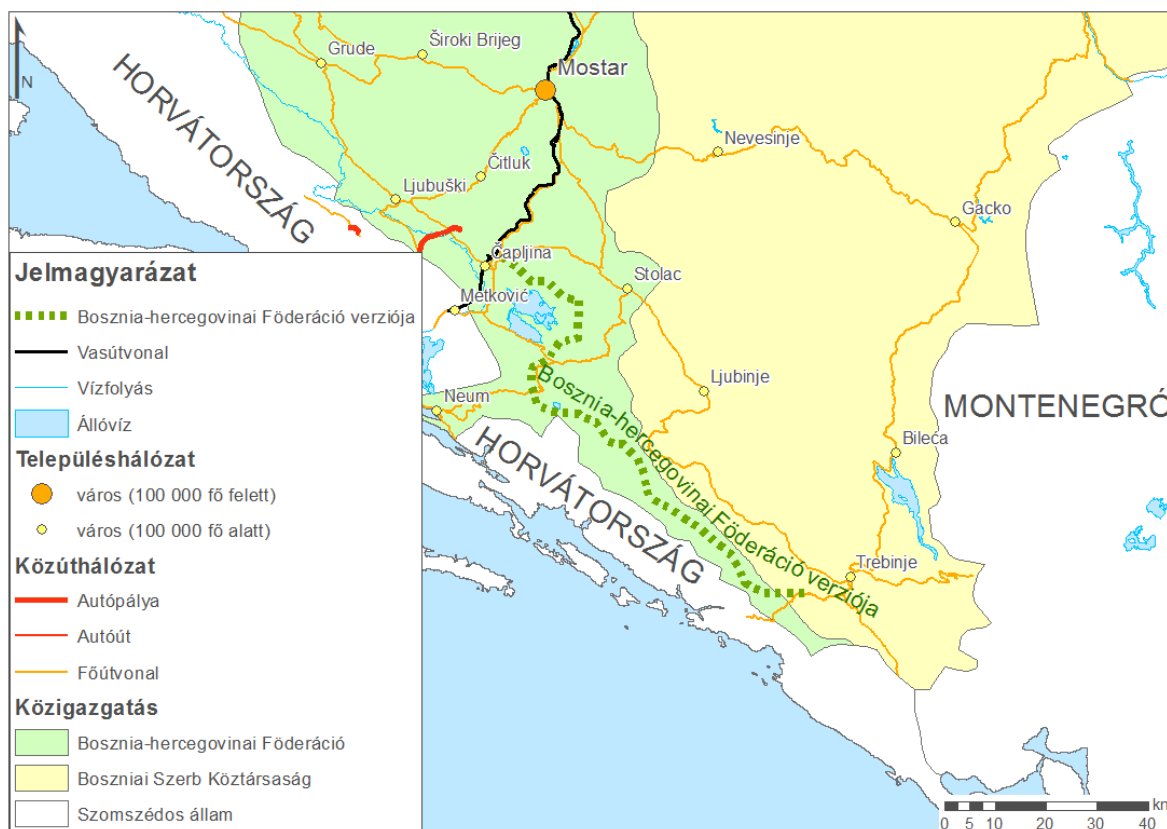 N
Grude
Široki Brijeg
Mostar
HORVÁTORSZÁG
Čitluk
Nevesinje
Ljubuški
Gacko
Čapljina
Stolac
Metković
Ljubinje
Neum
MONTENEGRÓ
Bileća
Bosznia-hercegovinai Föderáció verziója
HORVÁTORSZÁG
Trebinje
Jelmagyarázat
Bosznia-hercegovinai Föderáció verziója
Vasútvonal
Vízfolyás
Állóvíz
Településhálózat
város (100 000 fő felett)
város (100 000 fő alatt)
Közúthálózat
Autópálya
Autóút
Főútvonal
Közigazgatás
Bosznia-hercegovinai Föderáció
Boszniai Szerb Köztársaság
Szomszédos állam
km
0 5 10 20 30 40